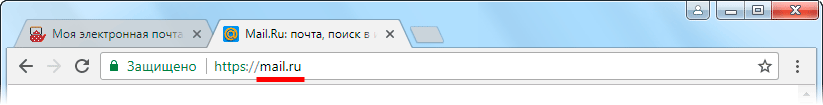 Моя электронная почта
Mail.Ru: почта, поиск в
Защищено
https://mail.ru